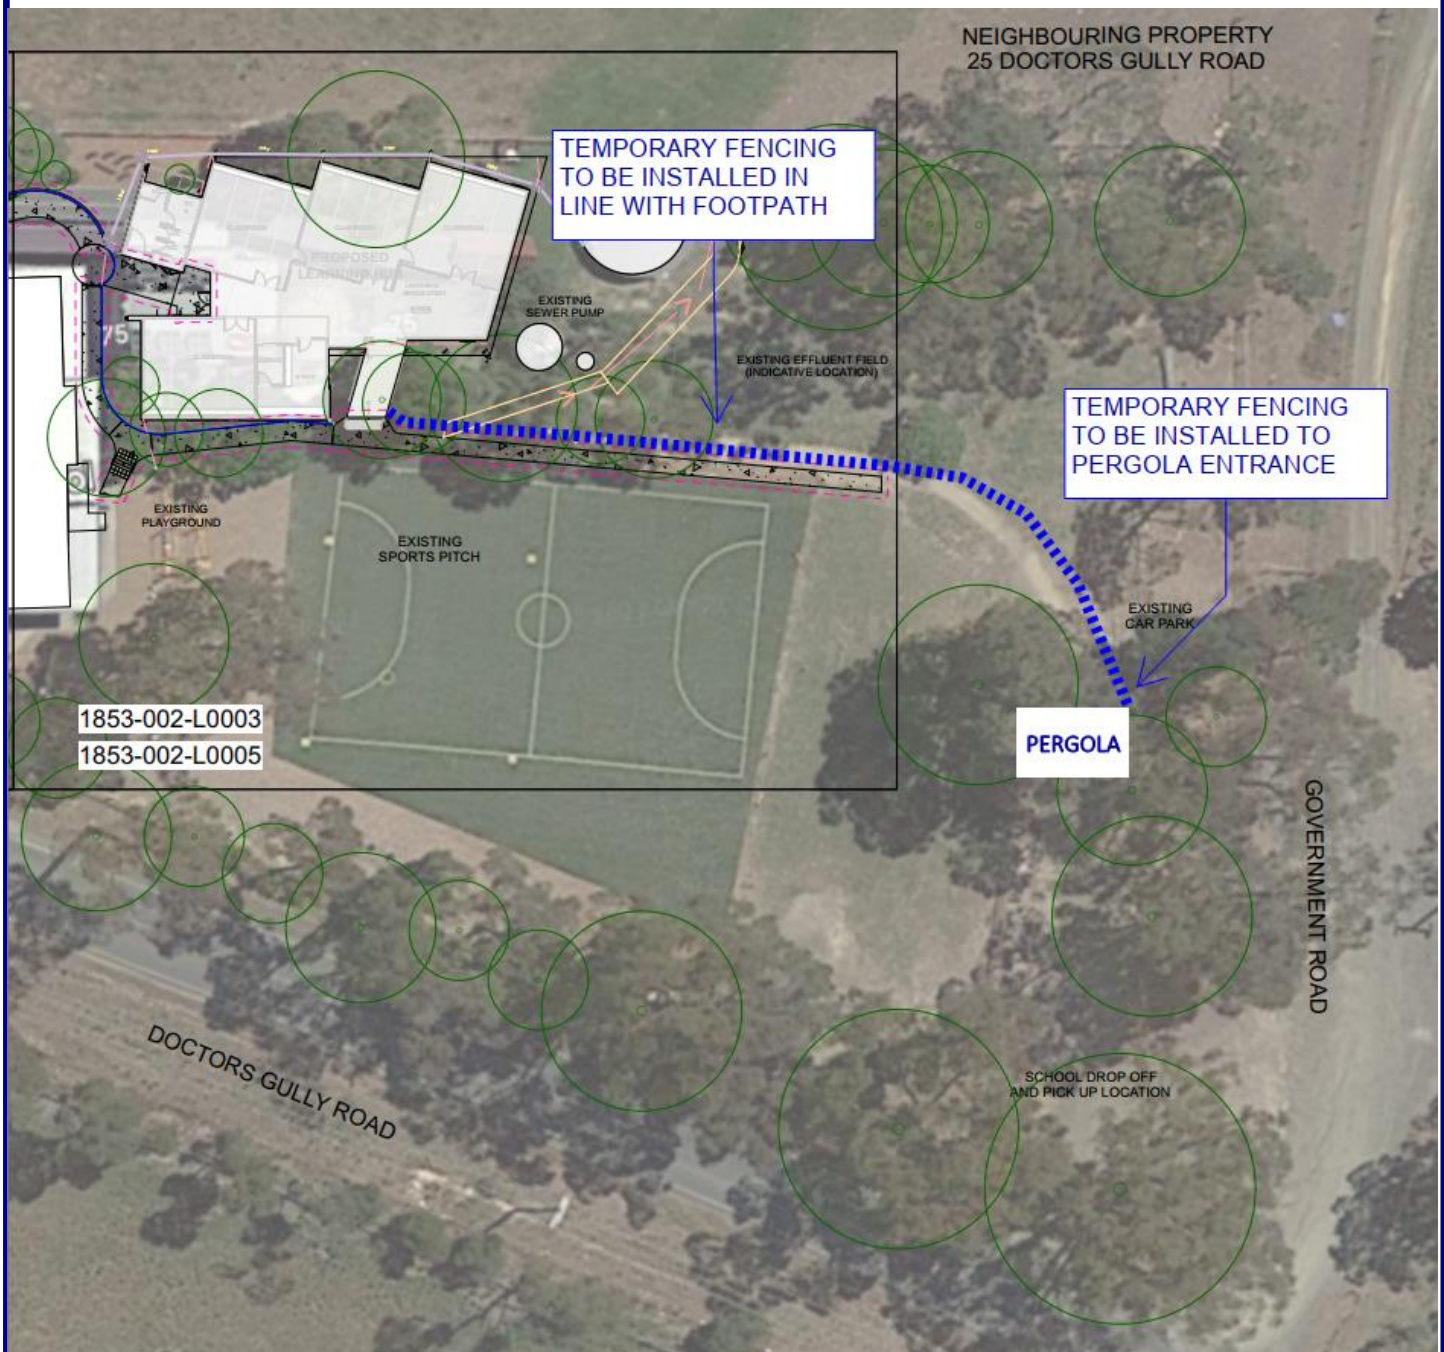 NEIGHBOURING PROPERTY
25 DOCTORS GULLY ROAD
TEMPORARY FENCING
TO BE INSTALLED IN
LINE WITH FOOTPATH
PROPOSED
EXISTING
SEWER PUMP
75
75
EXISTING EFFLUENT FIELD
(INDICATIVE LOCATION)
TEMPORARY FENCING
TO BE INSTALLED TO
PERGOLA ENTRANCE
EXISTING
PLAYGROUND
EXISTING
SPORTS PITCH
EXISTING
CAR PARK
1853-002-L0003
1853-002-L0005
PERGOLA
GOVERNMENT ROAD
DOCTORS GULLY ROAD
SCHOOL DROP OFF
AND PICK UP LOCATION